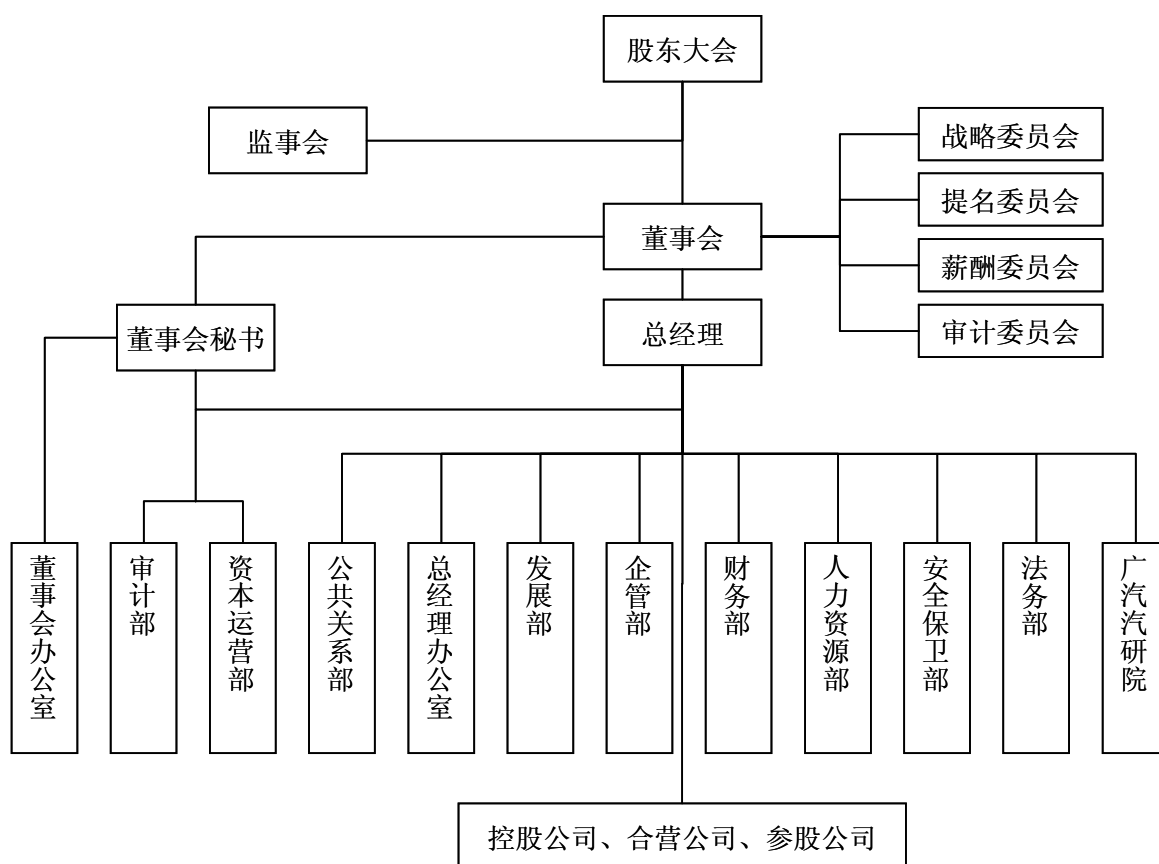 股东大会
监事会
战略委员会
提名委员会
董事会
薪酬委员会
董事会秘书
总经理
审计委员会
董事会办公室
审计部
资本运营部
公共关系部
总经理办公室
发展部
企管部
财务部
人力资源部
安全保卫部
法务部
广汽汽研院
控股公司、合营公司、参股公司